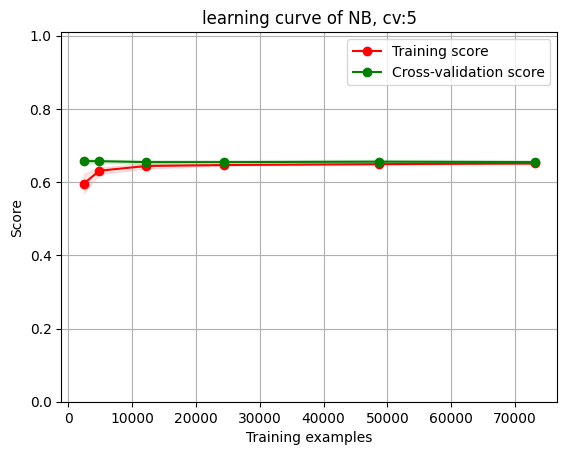 learning curve of NB, cv:5
Training score
Cross-validation score
Score
1.0
0.8
0.6
0.4
0.2
0.0
0 10000 20000 30000 40000 50000 60000 70000
Training examples